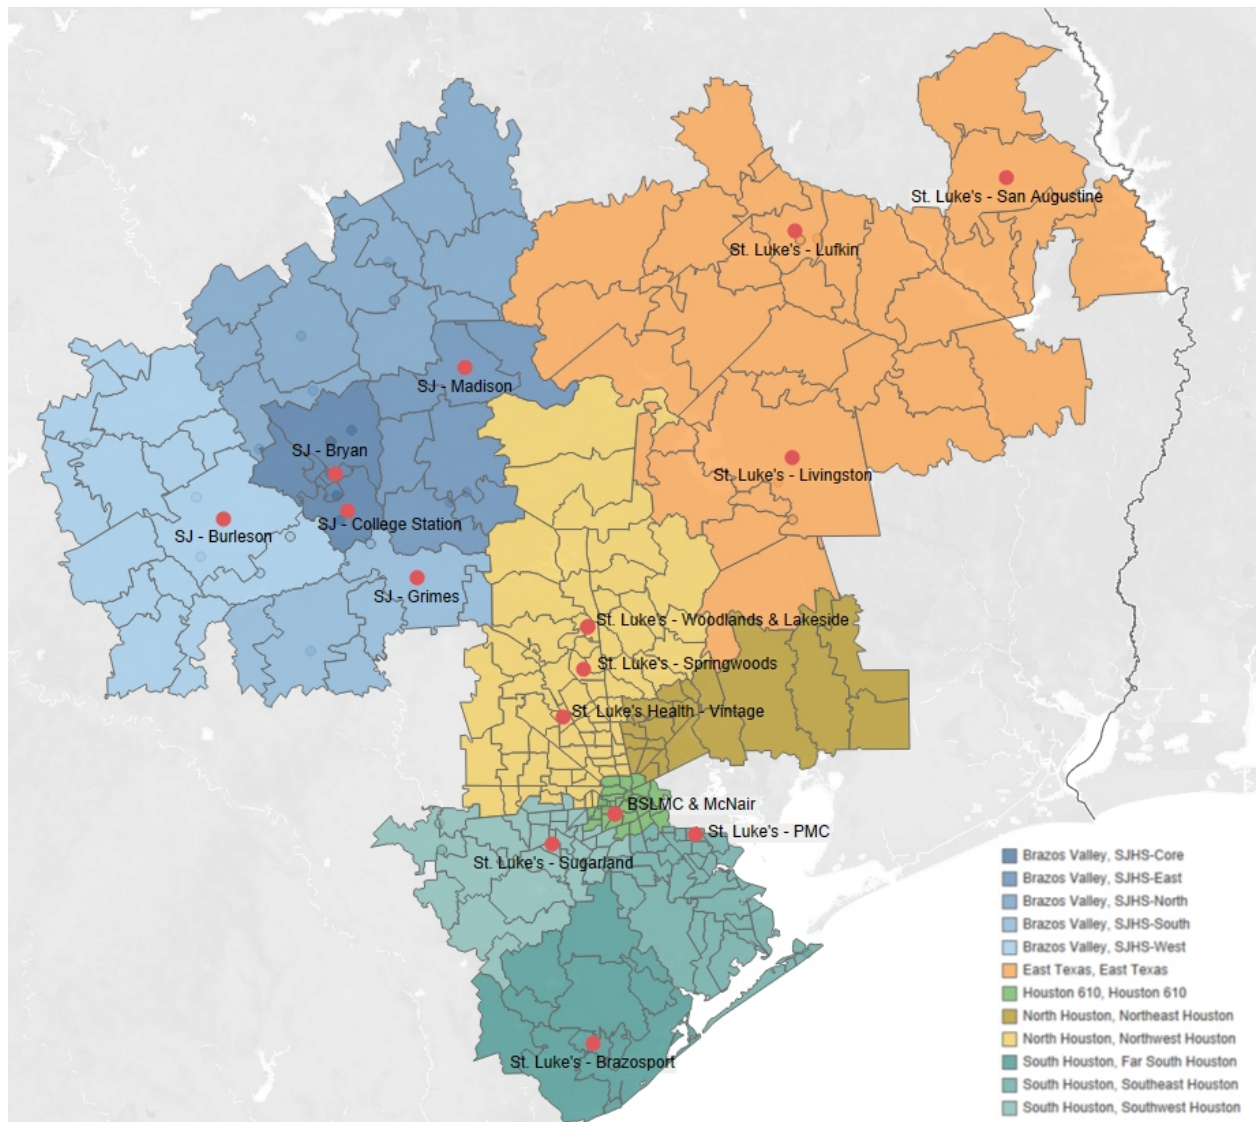 St. Luke's - San Augustine
St. Luke's - Lufkin
SJ - Madison
SJ - Bryan
St. Luke's - Livingston
SJ - College Station
SJ - Burleson
SJ - Grimes
St. Luke's - Woodlands & Lakeside
St. Luke's - Springwoods
St. Luke's Health - Vintage
BSLMC & McNair
St. Luke's - PMC
St. Luke's - Sugarland
St. Luke's - Brazosport
Brazos Valley, SJHS-Core
Brazos Valley, SJHS-East
Brazos Valley, SJHS-North
Brazos Valley, SJHS-South
Brazos Valley, SJHS-West
East Texas, East Texas
Houston 610, Houston 610
North Houston, Northeast Houston
North Houston, Northwest Houston
South Houston, Far South Houston
South Houston, Southeast Houston
South Houston, Southwest Houston